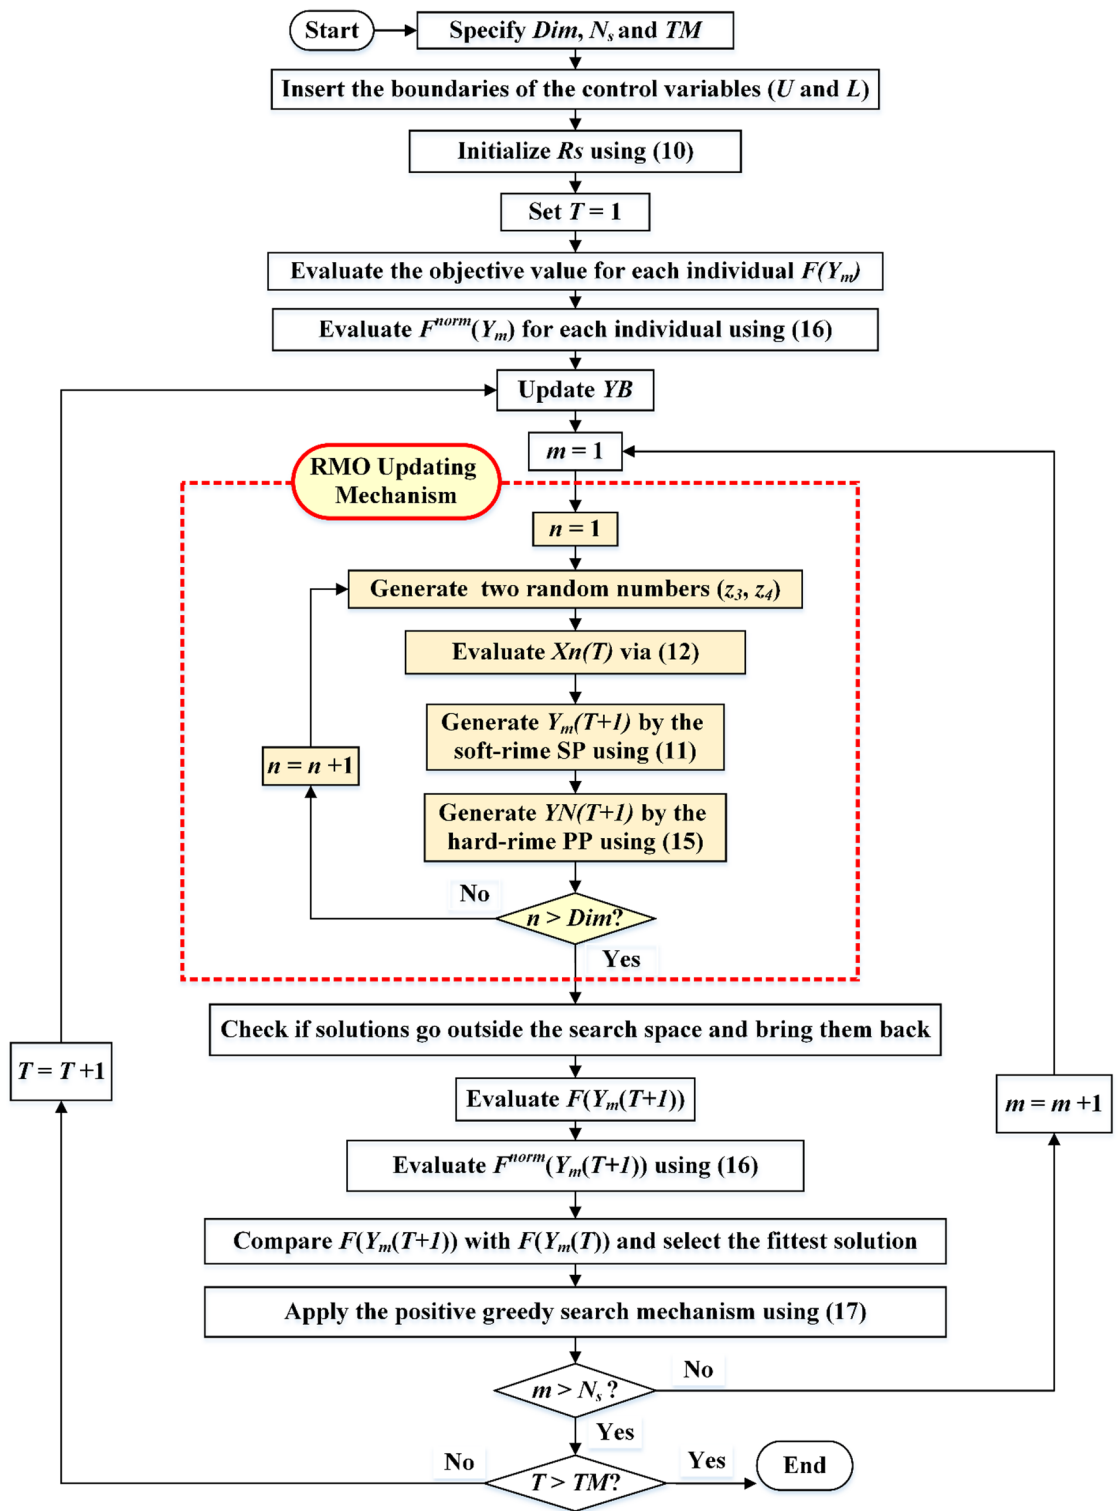 Start
Specify Dim, Ns and TM
Insert the boundaries of the control variables (U and L)
Initialize Rs using (10)
Set T = 1
Evaluate the objective value for each individual F(Ym)
Evaluate Fnorm(Ym) for each individual using (16)
Update YB
m = 1
RMO Updating
Mechanism
n = 1
Generate two random numbers (z3, z4)
Evaluate Xn(T) via (12)
Generate Ym(T+1) by the
soft-rime SP using (11)
n = n +1
Generate YN(T+1) by the
hard-rime PP using (15)
No
n > Dim?
Yes
Check if solutions go outside the search space and bring them back
T = T +1
Evaluate F(Ym(T+1))
m = m +1
Evaluate Fnorm(Ym(T+1)) using (16)
Compare F(Ym(T+1)) with F(Ym(T)) and select the fittest solution
Apply the positive greedy search mechanism using (17)
No
m > Ns ?
Yes
No
T > TM?
Yes
End